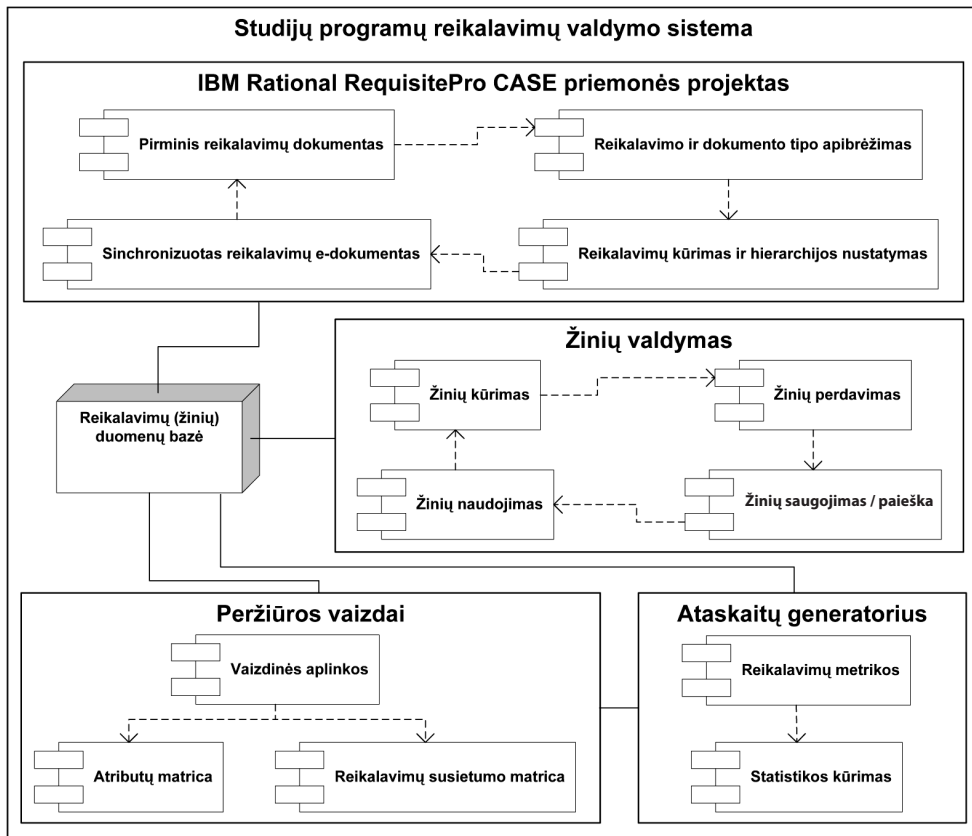 Studijų programų reikalavimų valdymo sistema
IBM Rational RequisitePro CASE priemonės projektas
Pirminis reikalavimų dokumentas
Reikalavimo ir dokumento tipo apibrėžimas
Sinchronizuotas reikalavimų e-dokumentas
Reikalavimų kūrimas ir hierarchijos nustatymas
Žinių valdymas
Žinių kūrimas
Žinių perdavimas
Reikalavimų (žinių)
duomenų bazė
Žinių naudojimas
Žinių saugojimas / paieška
Peržiūros vaizdai
Vaizdinės aplinkos
Atributų matrica
Reikalavimų susietumo matrica
Ataskaitų generatorius
Reikalavimų metrikos
Statistikos kūrimas